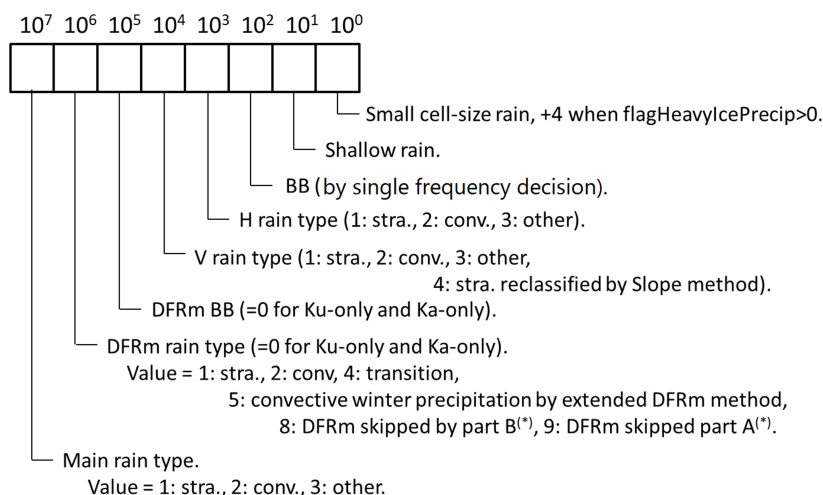 10⁷ 10⁶ 10⁵ 10⁴ 10³ 10² 10¹ 10⁰
Small cell-size rain, +4 when flagHeavyIcePrecip>0.
Shallow rain.
BB (by single frequency decision).
H rain type (1: stra., 2: conv., 3: other).
V rain type (1: stra., 2: conv., 3: other,
4: stra. reclassified by Slope method).
DFRm BB (=0 for Ku-only and Ka-only).
DFRm rain type (=0 for Ku-only and Ka-only).
Value = 1: stra., 2: conv, 4: transition,
5: convective winter precipitation by extended DFRm method,
8: DFRm skipped by part B⁽*⁾, 9: DFRm skipped part A⁽*⁾.
Main rain type.
Value = 1: stra., 2: conv., 3: other.